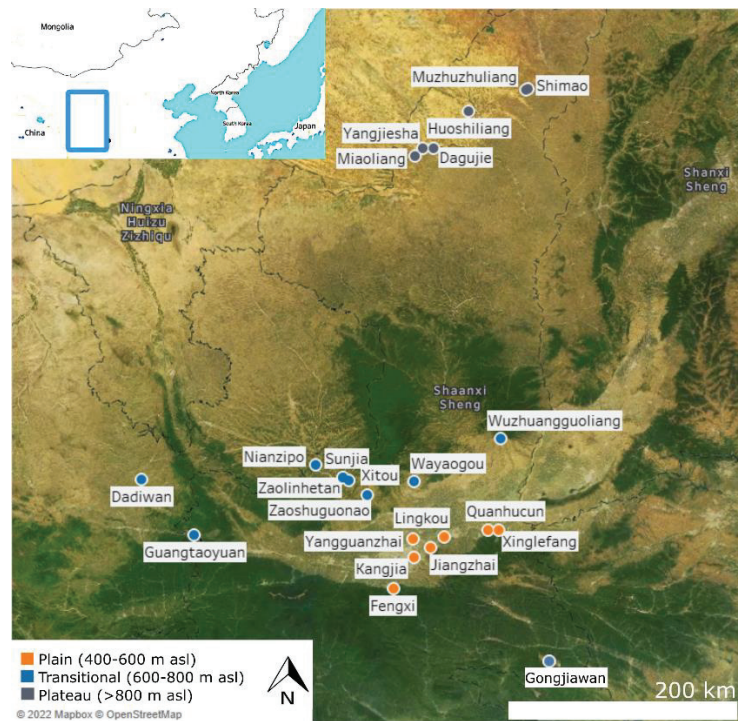 Mongolia
North Korea
South Korea
Japan
China
Muzhuzhuliang
Shimao
Huoshiliang
Yangjiesha
Miaoliang
Dagujie
Shanxi
Sheng
Ningxia
Huizu
Zizhiqu
Shaanxi
Sheng
Wuzhuangguoliang
Nianzipo
Sunjia
Xitou
Wayaogou
Zaolinhetan
Dadiwan
Zaoshuguonao
Lingkou
Quanhucun
Guangtaoyuan
Yangguanzhai
Xinglefang
Jiangzhai
Kangjia
Fengxi
Gongjiawan
Plain (400-600 m asl)
Transitional (600-800 m asl)
Plateau (>800 m asl)
N
200 km
© 2022 Mapbox © OpenStreetMap